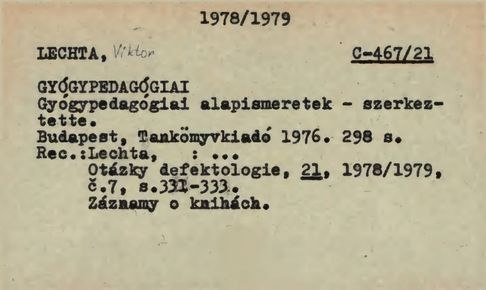 1978/1979
LECHTA, Viktor C-467/21
GYÓGYPEDAGÓGIAI
Gyógypedagógiai alapismeretek - szerkez-
tette.
Budapest, Tankömyvkiadó 1976. 298 s.
Rec.:Lechta, : ...
Otázky defektologie, 21, 1978/1979,
č.7, s.331-333.
Záznamy o knihách.